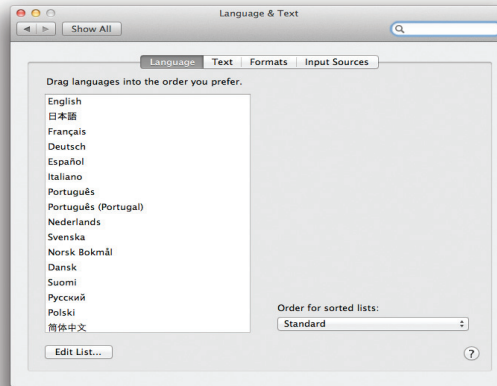 Language & Text
Show All
Language Text Formats Input Sources
Drag languages into the order you prefer.
English
日本語
Français
Deutsch
Español
Italiano
Português
Português (Portugal)
Nederlands
Svenska
Norsk Bokmål
Dansk
Suomi
Русский
Polski
简体中文
Order for sorted lists:
Standard
Edit List...
?